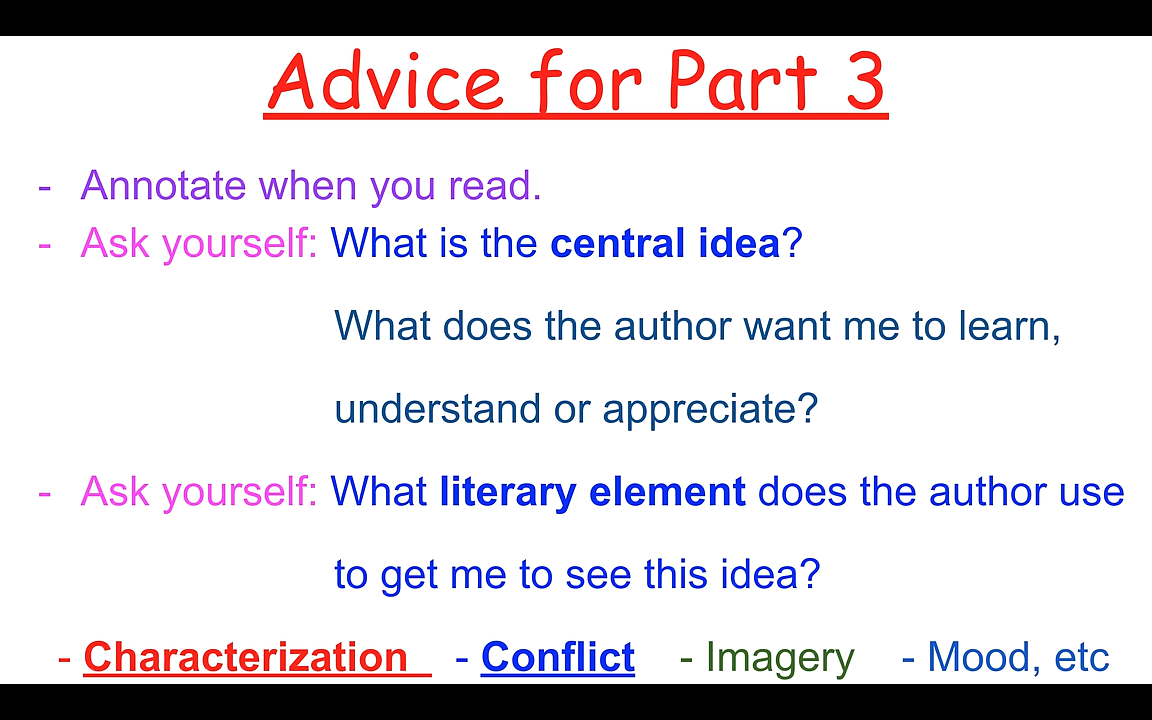 Advice for Part 3
- Annotate when you read.
- Ask yourself: What is the central idea?
What does the author want me to learn,
understand or appreciate?
- Ask yourself: What literary element does the author use
to get me to see this idea?
- Characterization - Conflict - Imagery - Mood, etc